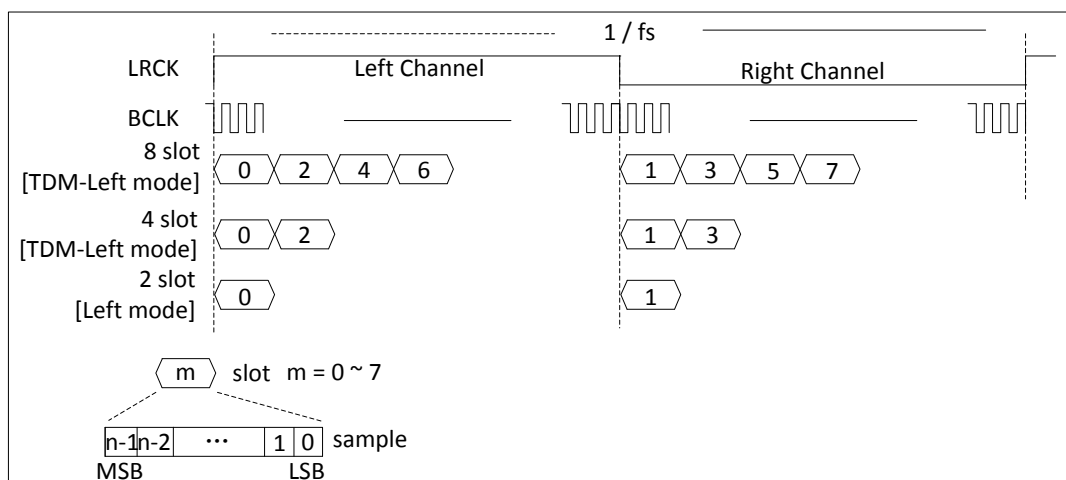 1 / fs
LRCK Left Channel Right Channel
BCLK
8 slot
[TDM-Left mode] 0 2 4 6 1 3 5 7
4 slot
[TDM-Left mode] 0 2 1 3
2 slot
[Left mode] 0 1
m slot m = 0 ~ 7
n-1 n-2 ··· 1 0 sample
MSB LSB